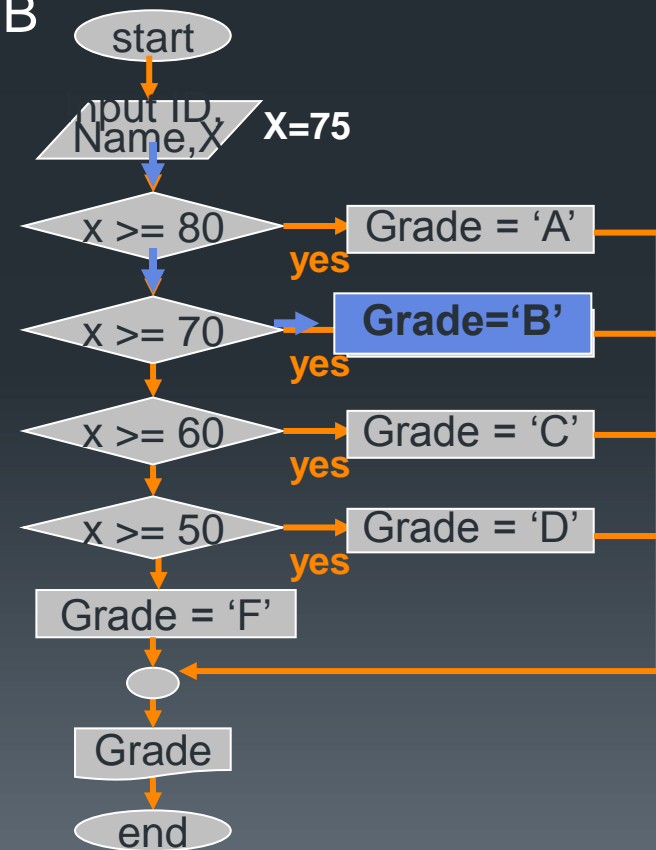 B
start
Input ID,
Name,X
X=75
x >= 80
Grade = ‘A’
yes
x >= 70
Grade=‘B’
yes
x >= 60
Grade = ‘C’
yes
x >= 50
Grade = ‘D’
yes
Grade = ‘F’
Grade
end